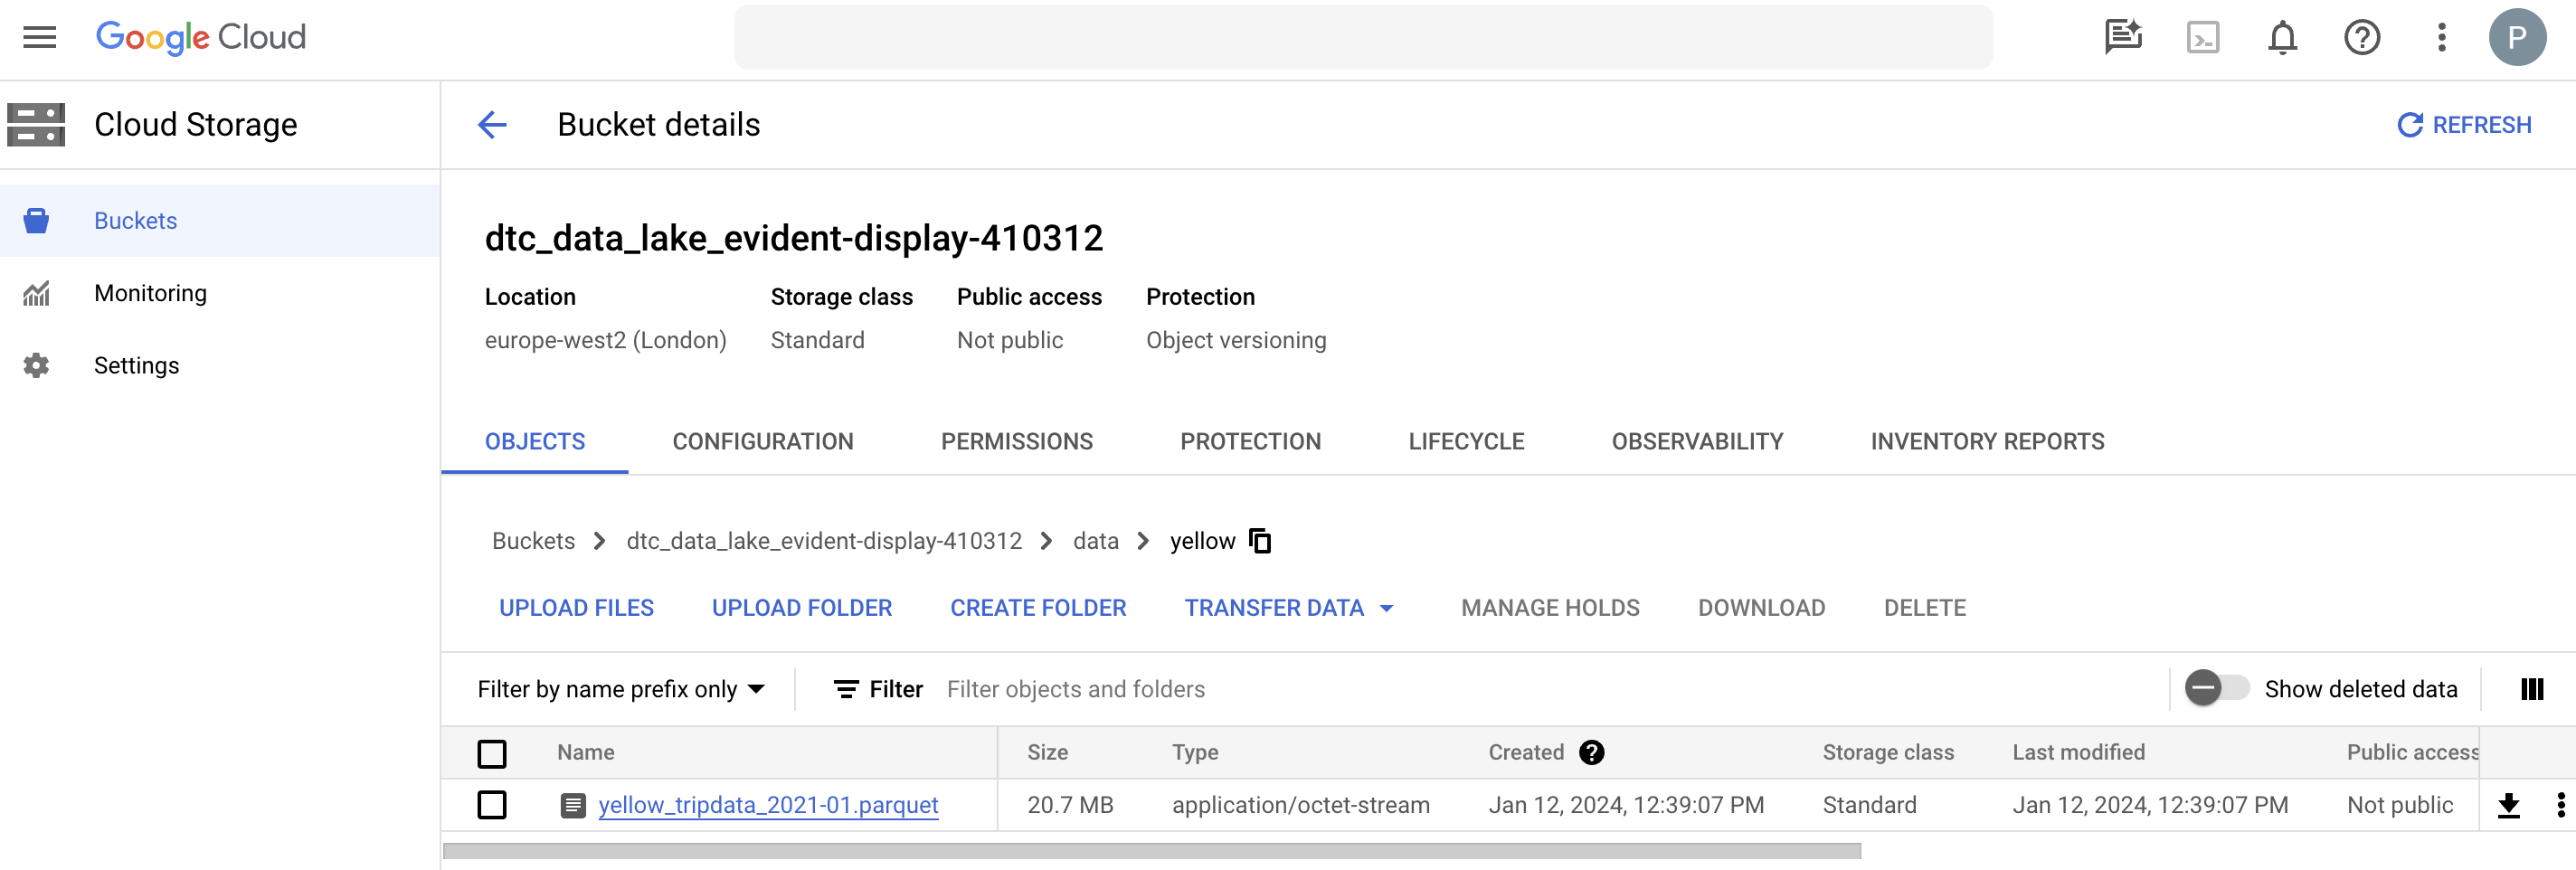 Google Cloud
P
Cloud Storage
Bucket details
REFRESH
Buckets
Monitoring
Settings
dtc_data_lake_evident-display-410312
Location Storage class Public access Protection
europe-west2 (London) Standard Not public Object versioning
OBJECTS CONFIGURATION PERMISSIONS PROTECTION LIFECYCLE OBSERVABILITY INVENTORY REPORTS
Buckets > dtc_data_lake_evident-display-410312 > data > yellow
UPLOAD FILES UPLOAD FOLDER CREATE FOLDER TRANSFER DATA MANAGE HOLDS DOWNLOAD DELETE
Filter by name prefix only Filter Filter objects and folders Show deleted data
Name Size Type Created ? Storage class Last modified Public access
yellow_tripdata_2021-01.parquet 20.7 MB application/octet-stream Jan 12, 2024, 12:39:07 PM Standard Jan 12, 2024, 12:39:07 PM Not public